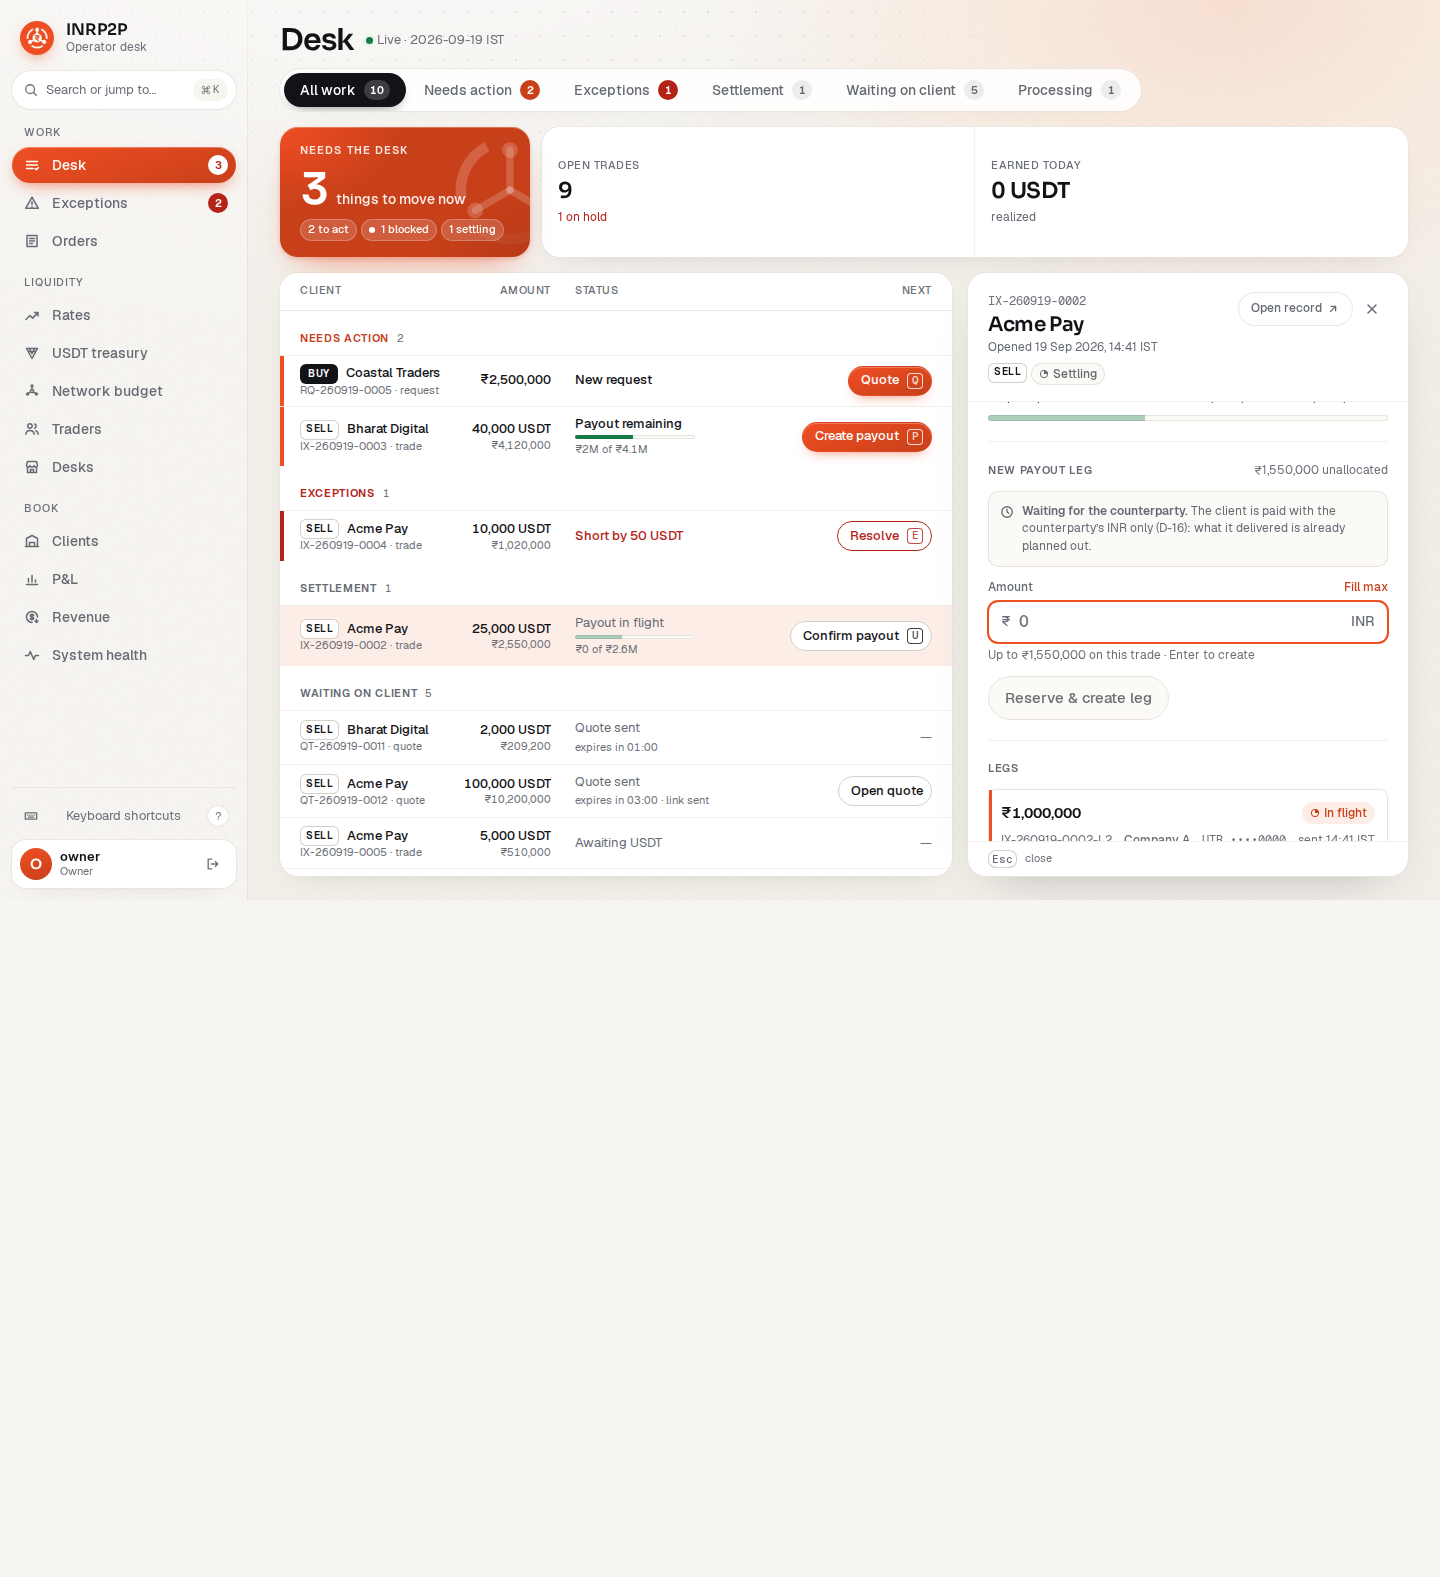 INRP2P
Operator desk
Search or jump to...
⌘K
WORK
Desk 3
Exceptions 2
Orders
LIQUIDITY
Rates
USDT treasury
Network budget
Traders
Desks
BOOK
Clients
P&L
Revenue
System health
Keyboard shortcuts ?
O
owner
Owner
Desk
Live · 2026-09-19 IST
All work 10
Needs action 2
Exceptions 1
Settlement 1
Waiting on client 5
Processing 1
NEEDS THE DESK
3 things to move now
2 to act
1 blocked
1 settling
OPEN TRADES
9
1 on hold
EARNED TODAY
0 USDT
realized
CLIENT AMOUNT STATUS NEXT
NEEDS ACTION 2
BUY Coastal Traders ₹2,500,000 New request Quote Q
RQ-260919-0005 · request
SELL Bharat Digital 40,000 USDT Payout remaining Create payout P
IX-260919-0003 · trade ₹4,120,000 ₹2M of ₹4.1M
EXCEPTIONS 1
SELL Acme Pay 10,000 USDT Short by 50 USDT Resolve E
IX-260919-0004 · trade ₹1,020,000
SETTLEMENT 1
SELL Acme Pay 25,000 USDT Payout in flight Confirm payout U
IX-260919-0002 · trade ₹2,550,000 ₹0 of ₹2.6M
WAITING ON CLIENT 5
SELL Bharat Digital 2,000 USDT Quote sent —
QT-260919-0011 · quote ₹209,200 expires in 01:00
SELL Acme Pay 100,000 USDT Quote sent Open quote
QT-260919-0012 · quote ₹10,200,000 expires in 03:00 · link sent
SELL Acme Pay 5,000 USDT Awaiting USDT —
IX-260919-0005 · trade ₹510,000
IX-260919-0002
Acme Pay
Opened 19 Sep 2026, 14:41 IST
SELL Settling
Open record
NEW PAYOUT LEG ₹1,550,000 unallocated
Waiting for the counterparty. The client is paid with the
counterparty's INR only (D-16): what it delivered is already
planned out.
Amount Fill max
₹ 0 INR
Up to ₹1,550,000 on this trade · Enter to create
Reserve & create leg
LEGS
₹1,000,000 In flight
IX-260919-0002-L2 Company A UTR ••••0000 sent 14:41 IST
Esc close